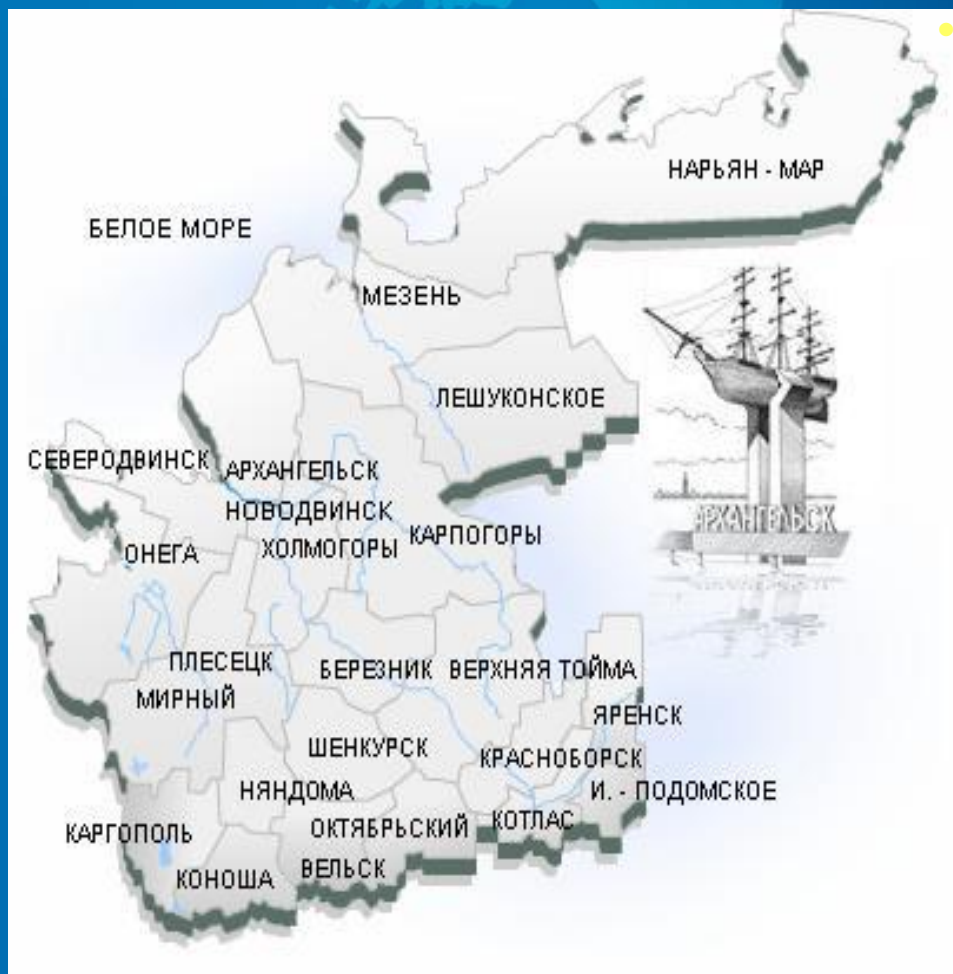 НАРЬЯН - МАР
БЕЛОЕ МОРЕ
МЕЗЕНЬ
ЛЕШУКОНСКОЕ
СЕВЕРОДВИНСК
АРХАНГЕЛЬСК
НОВОДВИНСК
АРХАНГЕЛЬСК
ХОЛМОГОРЫ
КАРПОГОРЫ
ОНЕГА
ПЛЕСЕЦК
БЕРЕЗНИК
ВЕРХНЯЯ ТОЙМА
МИРНЫЙ
ЯРЕНСК
ШЕНКУРСК
КРАСНОБОРСК
НЯНДОМА
И. - ПОДОМСКОЕ
КАРГОПОЛЬ
ОКТЯБРЬСКИЙ
КОТЛАС
ВЕЛЬСК
КОНОША